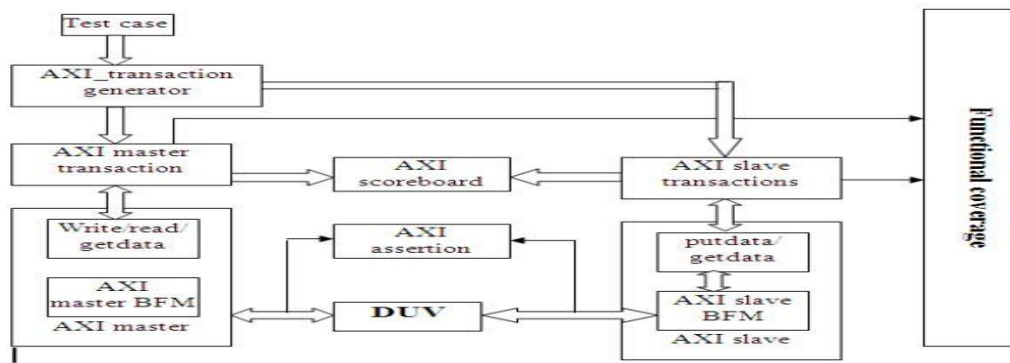 Test case
AXI_transaction
generator
AXI master
transaction
AXI
scoreboard
AXI slave
transactions
Write/read/
getdata
AXI
master BFM
AXI master
AXI
assertion
DUV
putdata/
getdata
AXI slave
BFM
AXI slave
Functional coverage